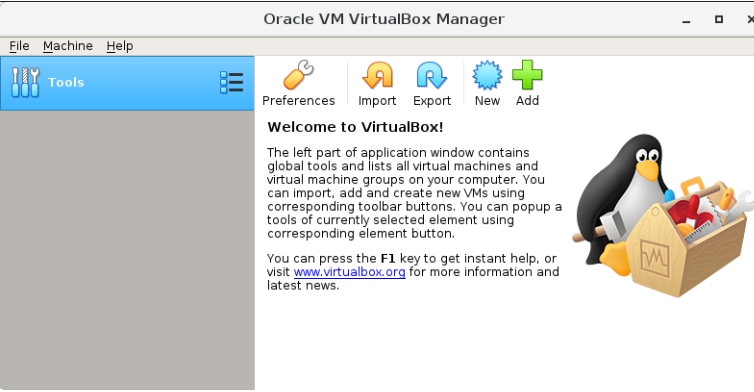 Oracle VM VirtualBox Manager
File Machine Help
Tools
Preferences Import Export New Add
Welcome to VirtualBox!
The left part of application window contains
global tools and lists all virtual machines and
virtual machine groups on your computer. You
can import, add and create new VMs using
corresponding toolbar buttons. You can popup a
tools of currently selected element using
corresponding element button.
You can press the F1 key to get instant help, or
visit www.virtualbox.org for more information and
latest news.